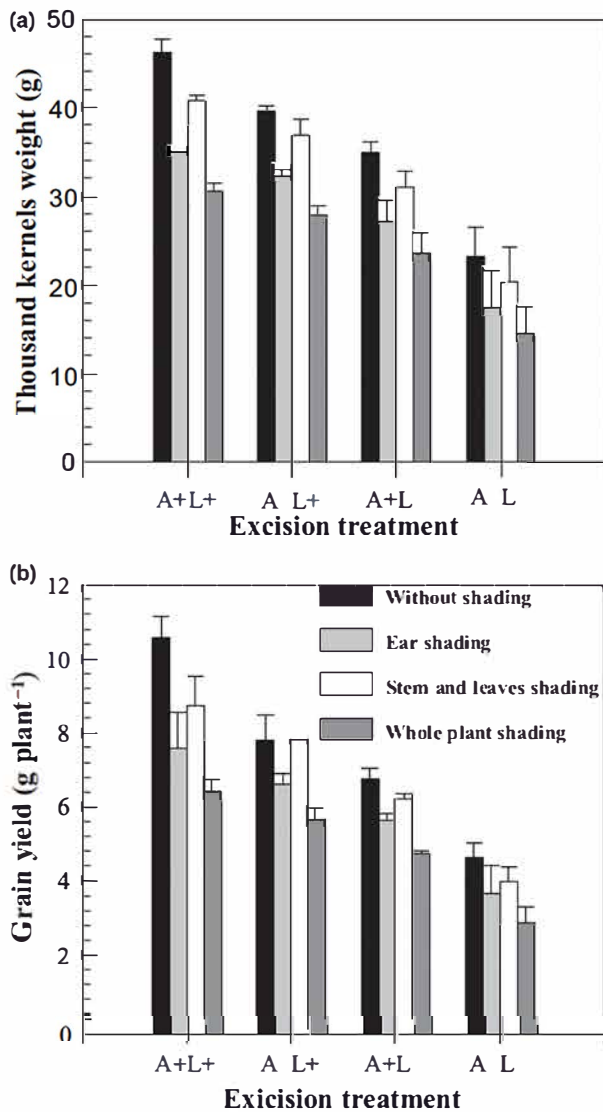 (a)
Thousand kernels weight (g)
50
40
30
20
10
0
A+L+ A L+ A+L A L
Excision treatment
(b)
Grain yield (g plant⁻¹)
12
10
8
6
4
2
0
Without shading
Ear shading
Stem and leaves shading
Whole plant shading
A+L+ A L+ A+L A L
Exicision treatment